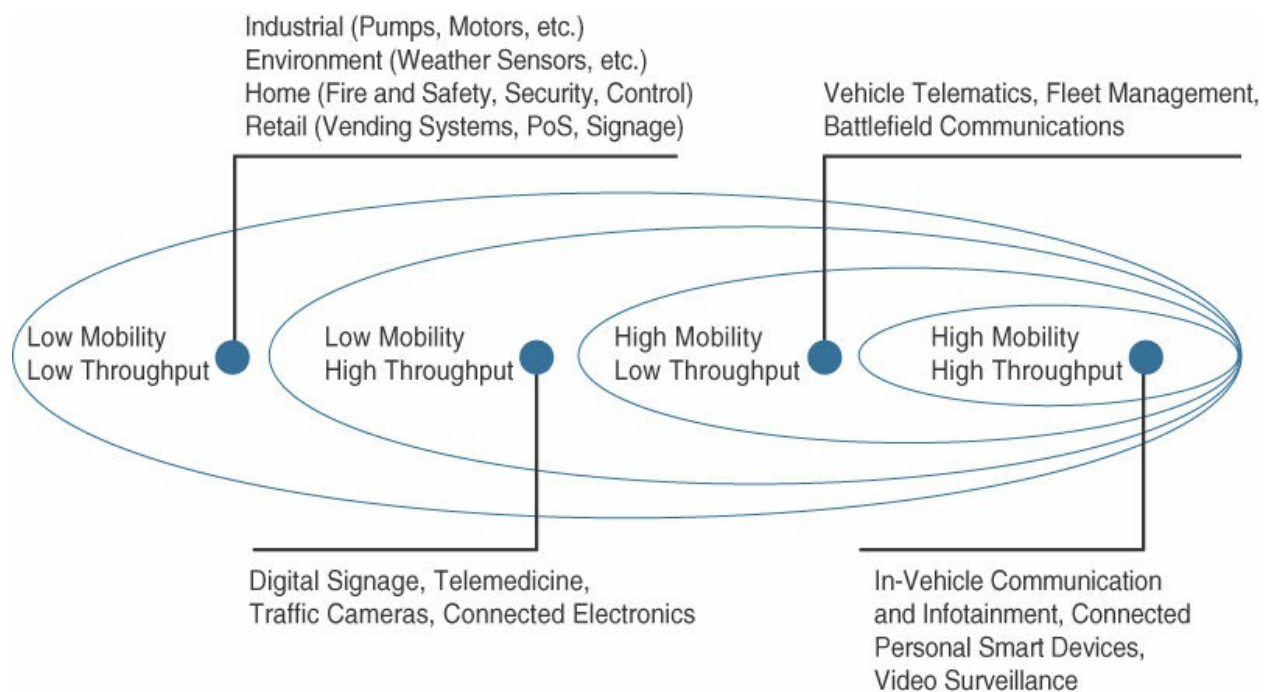 Industrial (Pumps, Motors, etc.)
Environment (Weather Sensors, etc.)
Home (Fire and Safety, Security, Control)
Retail (Vending Systems, PoS, Signage)
Vehicle Telematics, Fleet Management,
Battlefield Communications
Low Mobility
Low Throughput
Low Mobility
High Throughput
High Mobility
Low Throughput
High Mobility
High Throughput
Digital Signage, Telemedicine,
Traffic Cameras, Connected Electronics
In-Vehicle Communication
and Infotainment, Connected
Personal Smart Devices,
Video Surveillance